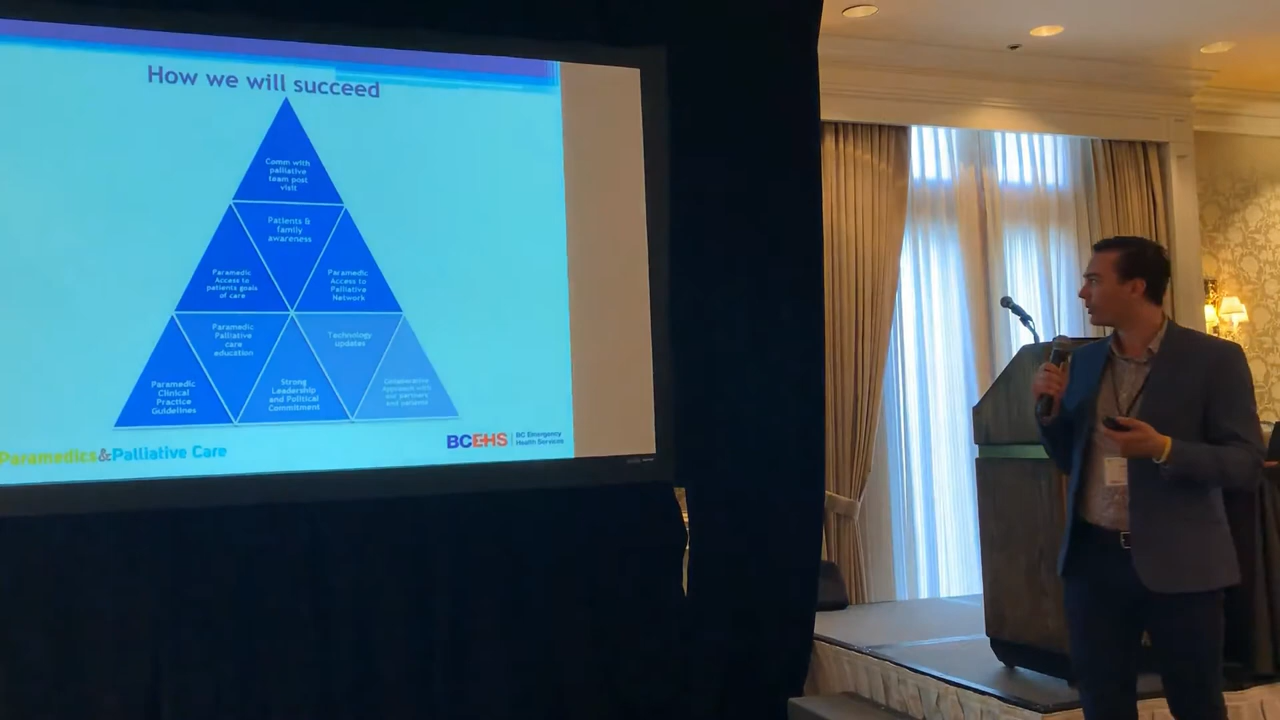 How we will succeed
Comm with
palliative
team post
visit
Patients &
family
awareness
Paramedic
Access to
patients goals
of care
Paramedic
Access to
Palliative
Network
Paramedic
Palliative
care
education
Technology
updates
Paramedic
Clinical
Practice
Guidelines
Strong
Leadership
and Political
Commitment
Collaborative
Approach with
our partners
and patients
Paramedics&Palliative Care
BCEHS
BC Emergency
Health Services